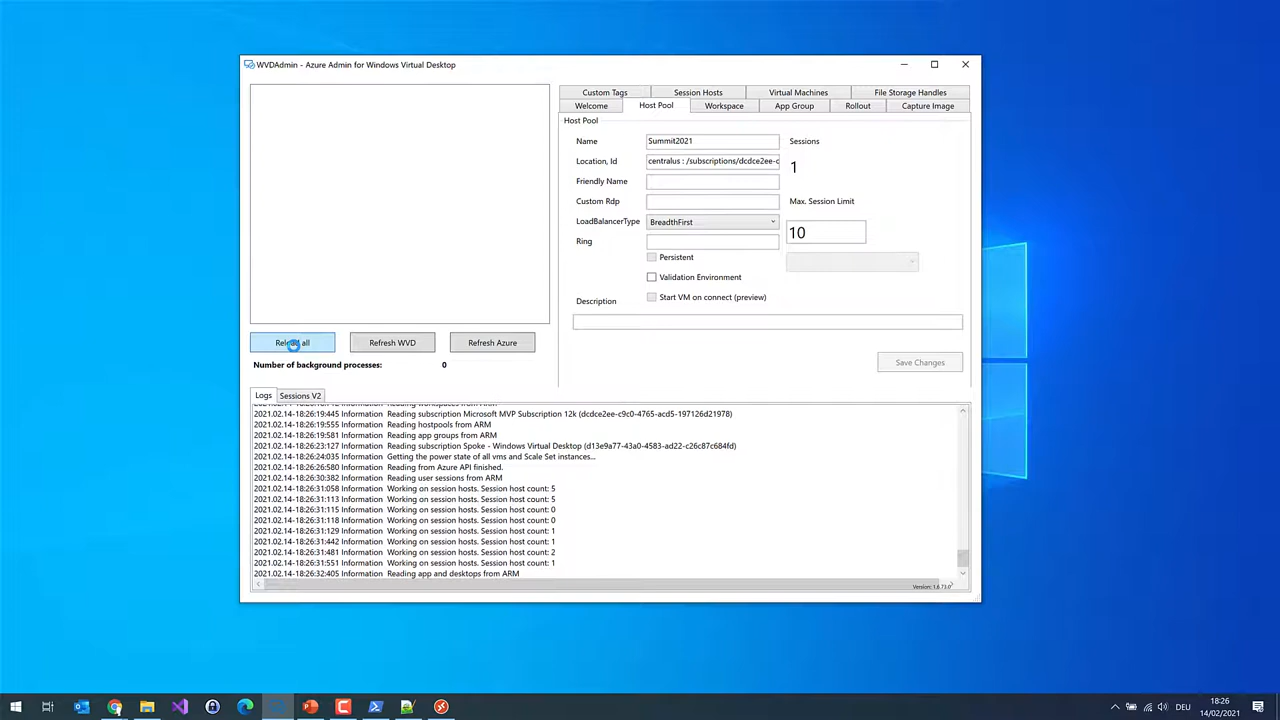 WVDAdmin - Azure Admin for Windows Virtual Desktop
Custom Tags
Session Hosts
Virtual Machines
File Storage Handles
Welcome
Host Pool
Workspace
App Group
Rollout
Capture Image
Host Pool
Name
Summit2021
Sessions
Location, Id
centralus : /subscriptions/dcdce2ee-c
1
Friendly Name
Custom Rdp
Max. Session Limit
LoadBalancerType
BreadthFirst
10
Ring
Persistent
Validation Environment
Start VM on connect (preview)
Description
Reload all
Refresh WVD
Refresh Azure
Save Changes
Number of background processes:
0
Logs
Sessions V2
2021.02.14-18:26:19:445 Information Reading subscription Microsoft MVP Subscription 12k (dcdce2ee-c9c0-4765-acd5-197126d21978)
2021.02.14-18:26:19:555 Information Reading hostpools from ARM
2021.02.14-18:26:19:581 Information Reading app groups from ARM
2021.02.14-18:26:23:127 Information Reading subscription Spoke - Windows Virtual Desktop (d13e9a77-43a0-4583-ad22-c26c87c684fd)
2021.02.14-18:26:24:035 Information Getting the power state of all vms and Scale Set instances...
2021.02.14-18:26:26:580 Information Reading from Azure API finished.
2021.02.14-18:26:30:382 Information Reading user sessions from ARM
2021.02.14-18:26:31:058 Information Working on session hosts. Session host count: 5
2021.02.14-18:26:31:113 Information Working on session hosts. Session host count: 5
2021.02.14-18:26:31:115 Information Working on session hosts. Session host count: 0
2021.02.14-18:26:31:118 Information Working on session hosts. Session host count: 0
2021.02.14-18:26:31:129 Information Working on session hosts. Session host count: 1
2021.02.14-18:26:31:442 Information Working on session hosts. Session host count: 1
2021.02.14-18:26:31:481 Information Working on session hosts. Session host count: 2
2021.02.14-18:26:31:551 Information Working on session hosts. Session host count: 1
2021.02.14-18:26:32:405 Information Reading app and desktops from ARM
DEU
18:26
14/02/2021